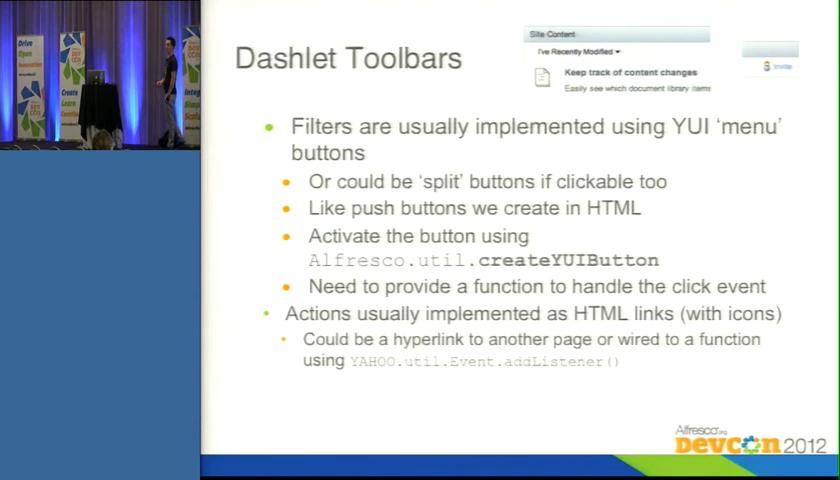 Dashlet Toolbars
Site Content
I've Recently Modified
Keep track of content changes
Easily see which document library items
Invite
Filters are usually implemented using YUI 'menu'
buttons
Or could be 'split' buttons if clickable too
Like push buttons we create in HTML
Activate the button using
Alfresco.util.createYUIButton
Need to provide a function to handle the click event
Actions usually implemented as HTML links (with icons)
Could be a hyperlink to another page or wired to a function
using YAHOO.util.Event.addListener()
Alfresco.org
DEVCON 2012
Drive
Open
Innovation